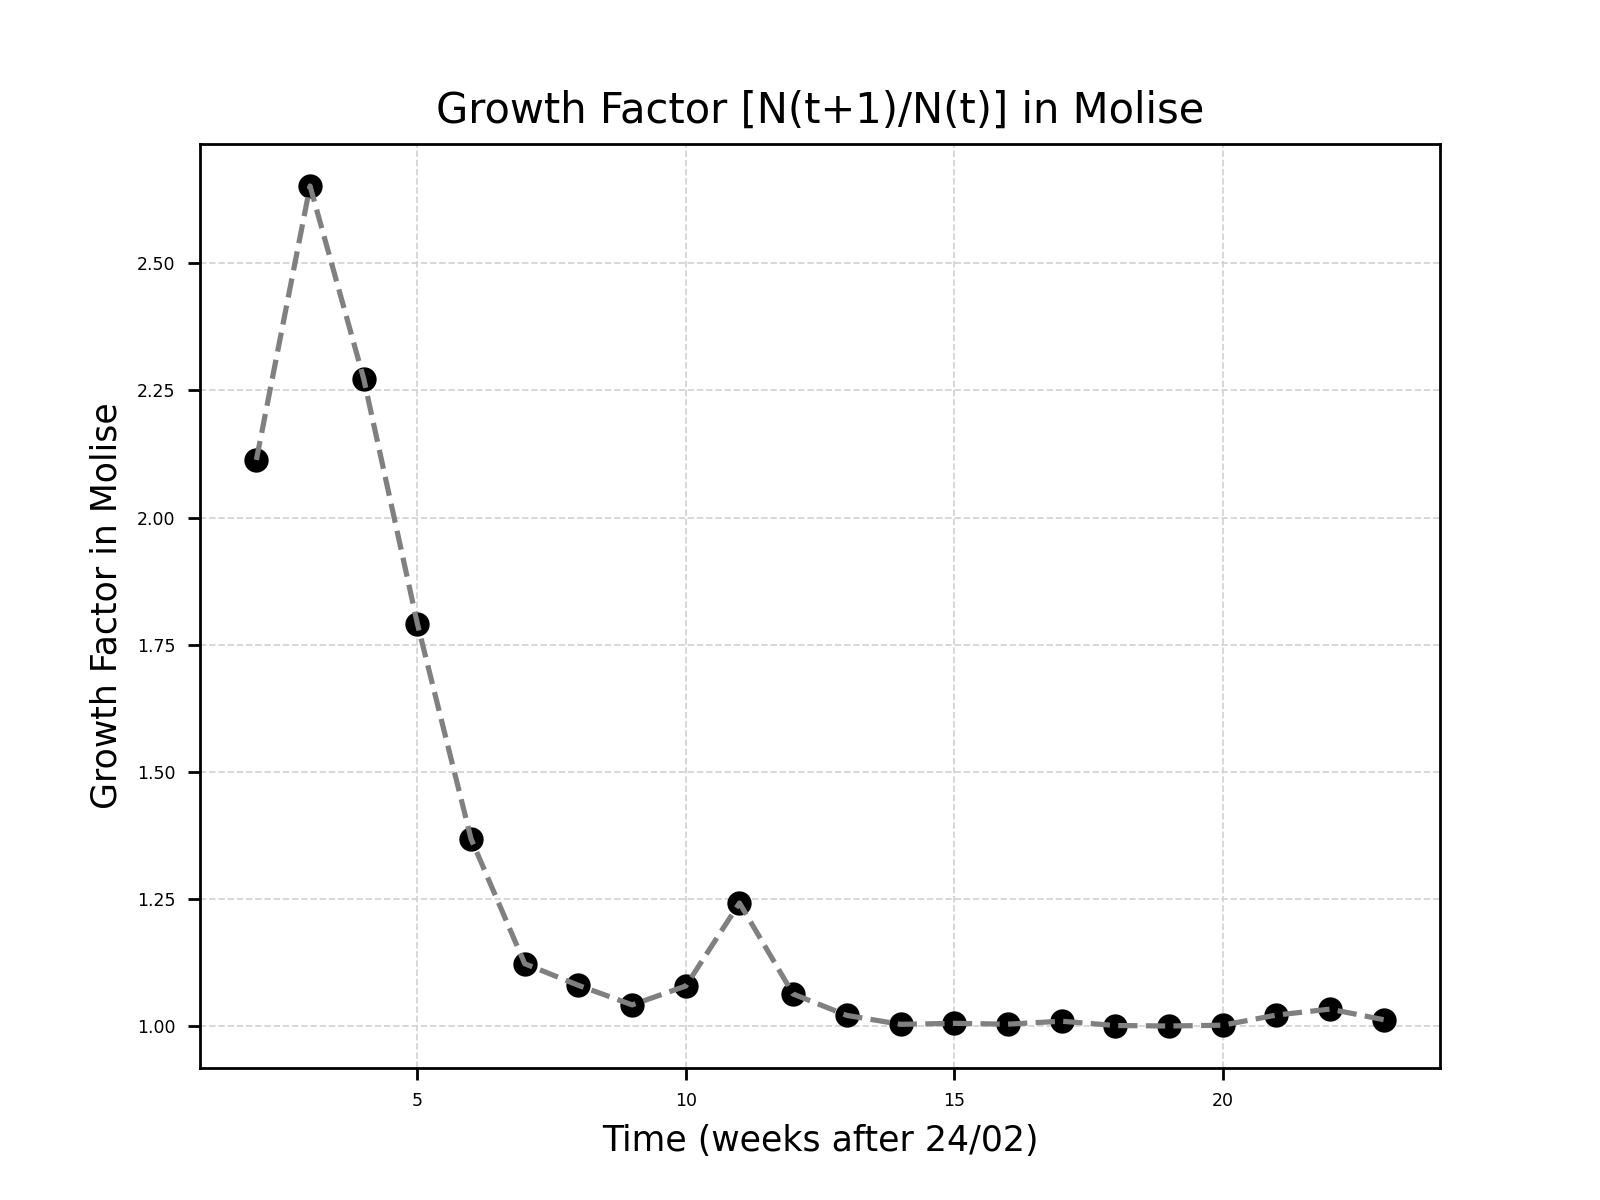 Growth Factor [N(t+1)/N(t)] in Molise
Growth Factor in Molise
2.50
2.25
2.00
1.75
1.50
1.25
1.00
5 10 15 20
Time (weeks after 24/02)